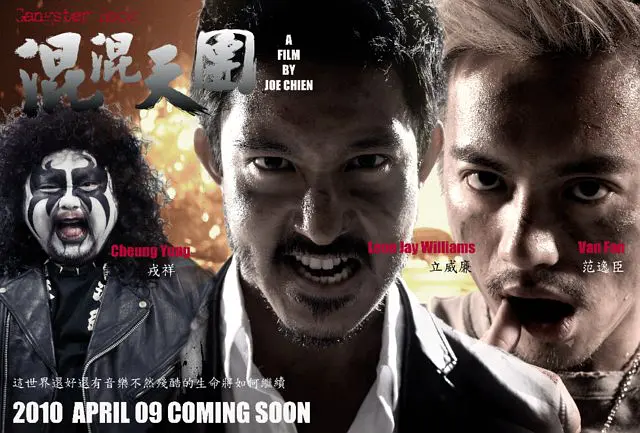 Gangster
混混天團
A
FILM
BY
JOE CHIEN
Cheung Yung
戎祥
Leon Jay Williams
立威廉
Van Fan
范逸臣
這世界還好還有音樂不然殘酷的生命將如何繼續
2010 APRIL 09 COMING SOON